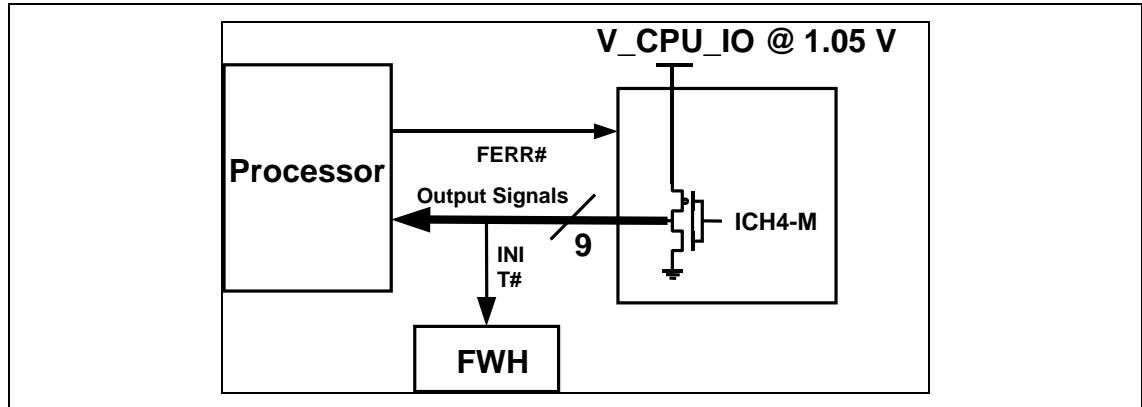 V_CPU_IO @ 1.05 V
Processor
FERR#
Output Signals
9
ICH4-M
INI
T#
FWH